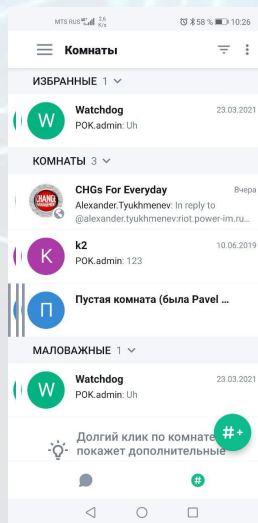 MTS RUS 4G 2,6 K/s 58 % 10:26
Комнаты
ИЗБРАННЫЕ 1
W Watchdog 23.03.2021
POK.admin: Uh
КОМНАТЫ 3
CHANGE MANAGEMENT CHGs For Everyday Вчера
Alexander.Tyukhmenev: In reply to
@alexander.tyukhmenev:riot.power-im.ru...
K k2 10.06.2019
POK.admin: 123
П Пустая комната (была Pavel ...
МАЛОВАЖНЫЕ 1
W Watchdog 23.03.2021
POK.admin: Uh
Долгий клик по комнате
покажет дополнительные
#+
#